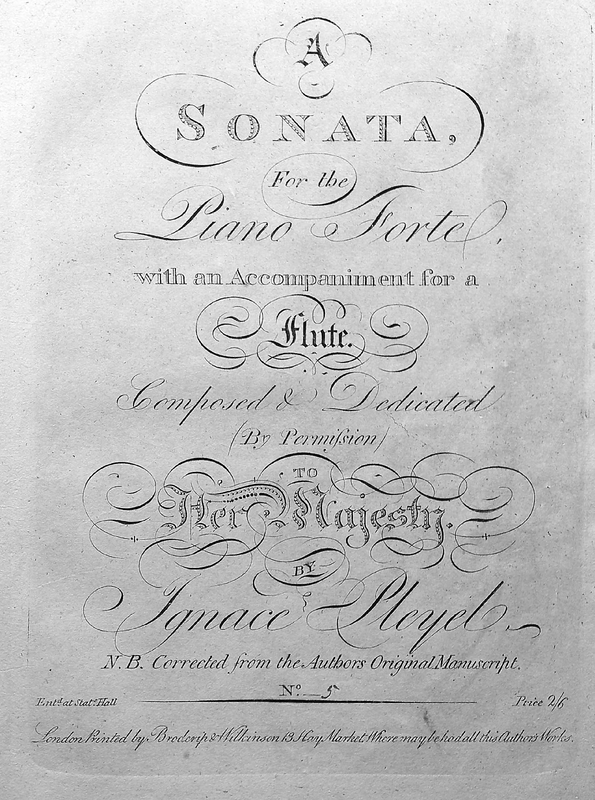 A
SONATA,
For the
Piano Forte,
with an Accompaniment for a
Flute.
Composed & Dedicated
(By Permiſsion)
TO
Her Majesty.
BY
Ignace Pleyel.
N.B. Corrected from the Authors Original Manuscript.
No. 5
Entd. at Stats. Hall
Price 2/6
London Printed by Broderip & Wilkinson 13 Hay Market Where may be had all this Authors Works.